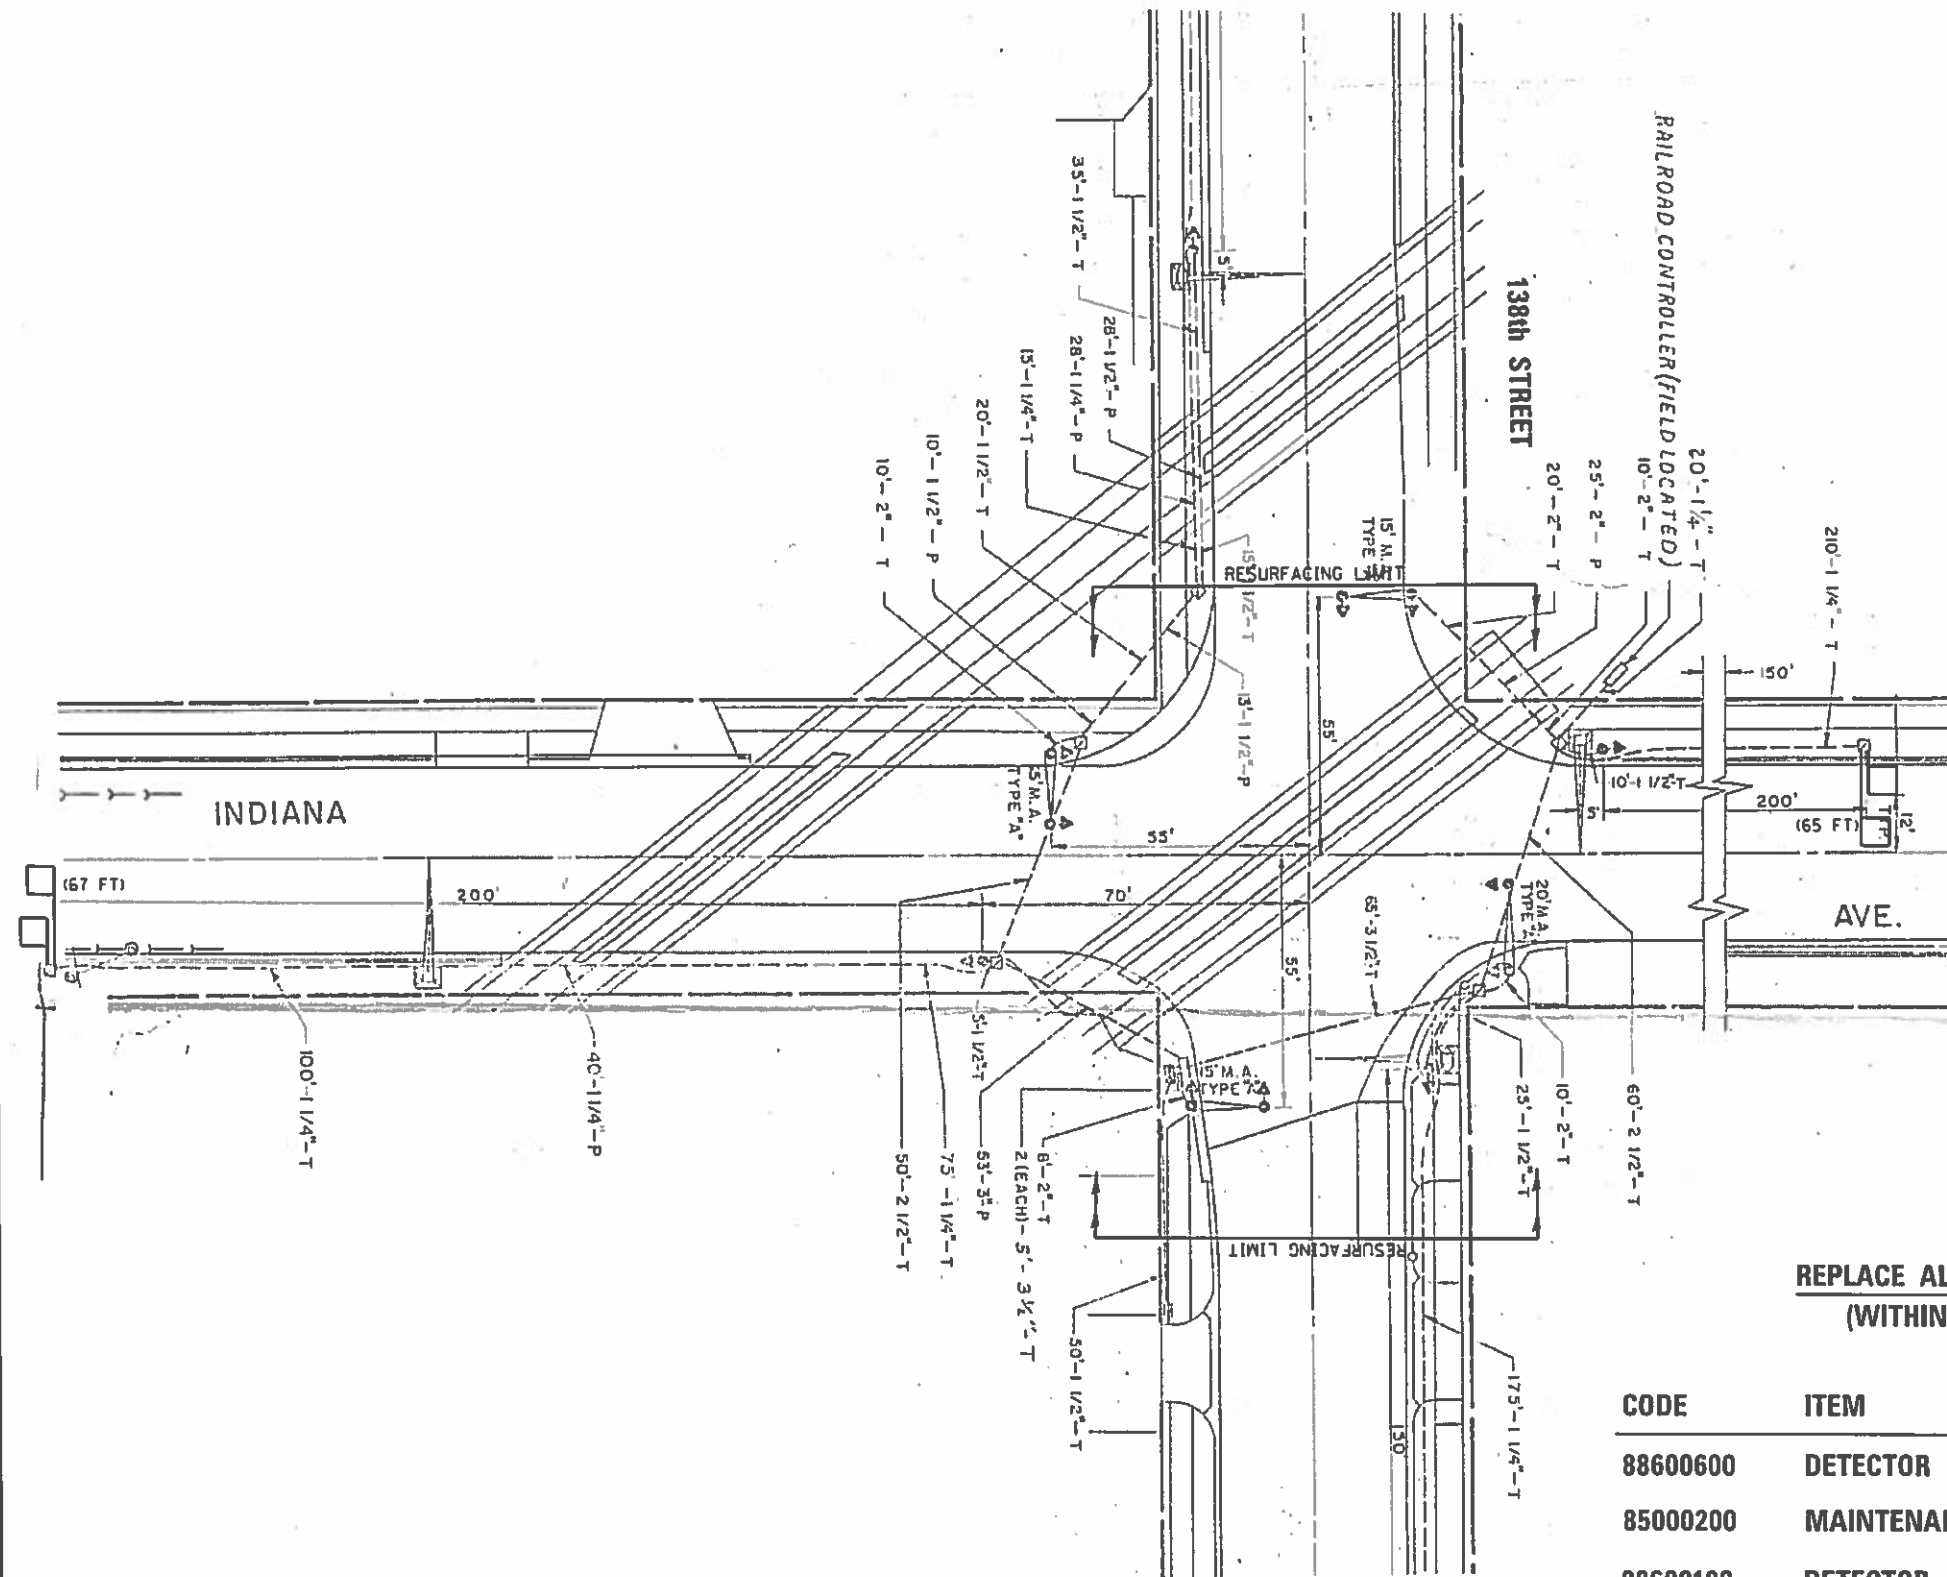 35'-1 1/2"- T
28'-1 1/2"- P
28'-1 1/4"- P
15'-1 1/4"-T
20'-1 1/2"- T
10'- 1 1/2"- P
10'- 2"- T
5'
138th STREET
RAILROAD CONTROLLER (FIELD LOCATED)
20'-1¼"- T
10'-2"- T
25'- 2"- P
20'- 2"- T
210'-1 1/4"- T
150'
RESURFACING LIMIT
13'-1 1/2"-P
55'
15' M.A.
TYPE "A"
55'
10'-1 1/2"-T
5'
200'
(65 FT)
12'
INDIANA
AVE.
(67 FT)
200'
70'
55'
65'-3 1/2"T
20' M.A.
TYPE "A"
15' M.A.
TYPE "A"
100'-1 1/4"-T
40'-1 1/4"-P
50'-2 1/2"-T
75'-1 1/4"-T
5'-1 1/2"-T
53'-3"-P
2 (EACH)- 5'- 3 ½"- T
8'-2"-T
50'-1 1/2"-T
25'-1 1/2"-T
10'-2"-T
60'-2 1/2"-T
RESURFACING LIMIT
150'
175'-1 1/4"-T
REPLACE AL
(WITHIN
CODE ITEM
88600600 DETECTOR
85000200 MAINTENAN